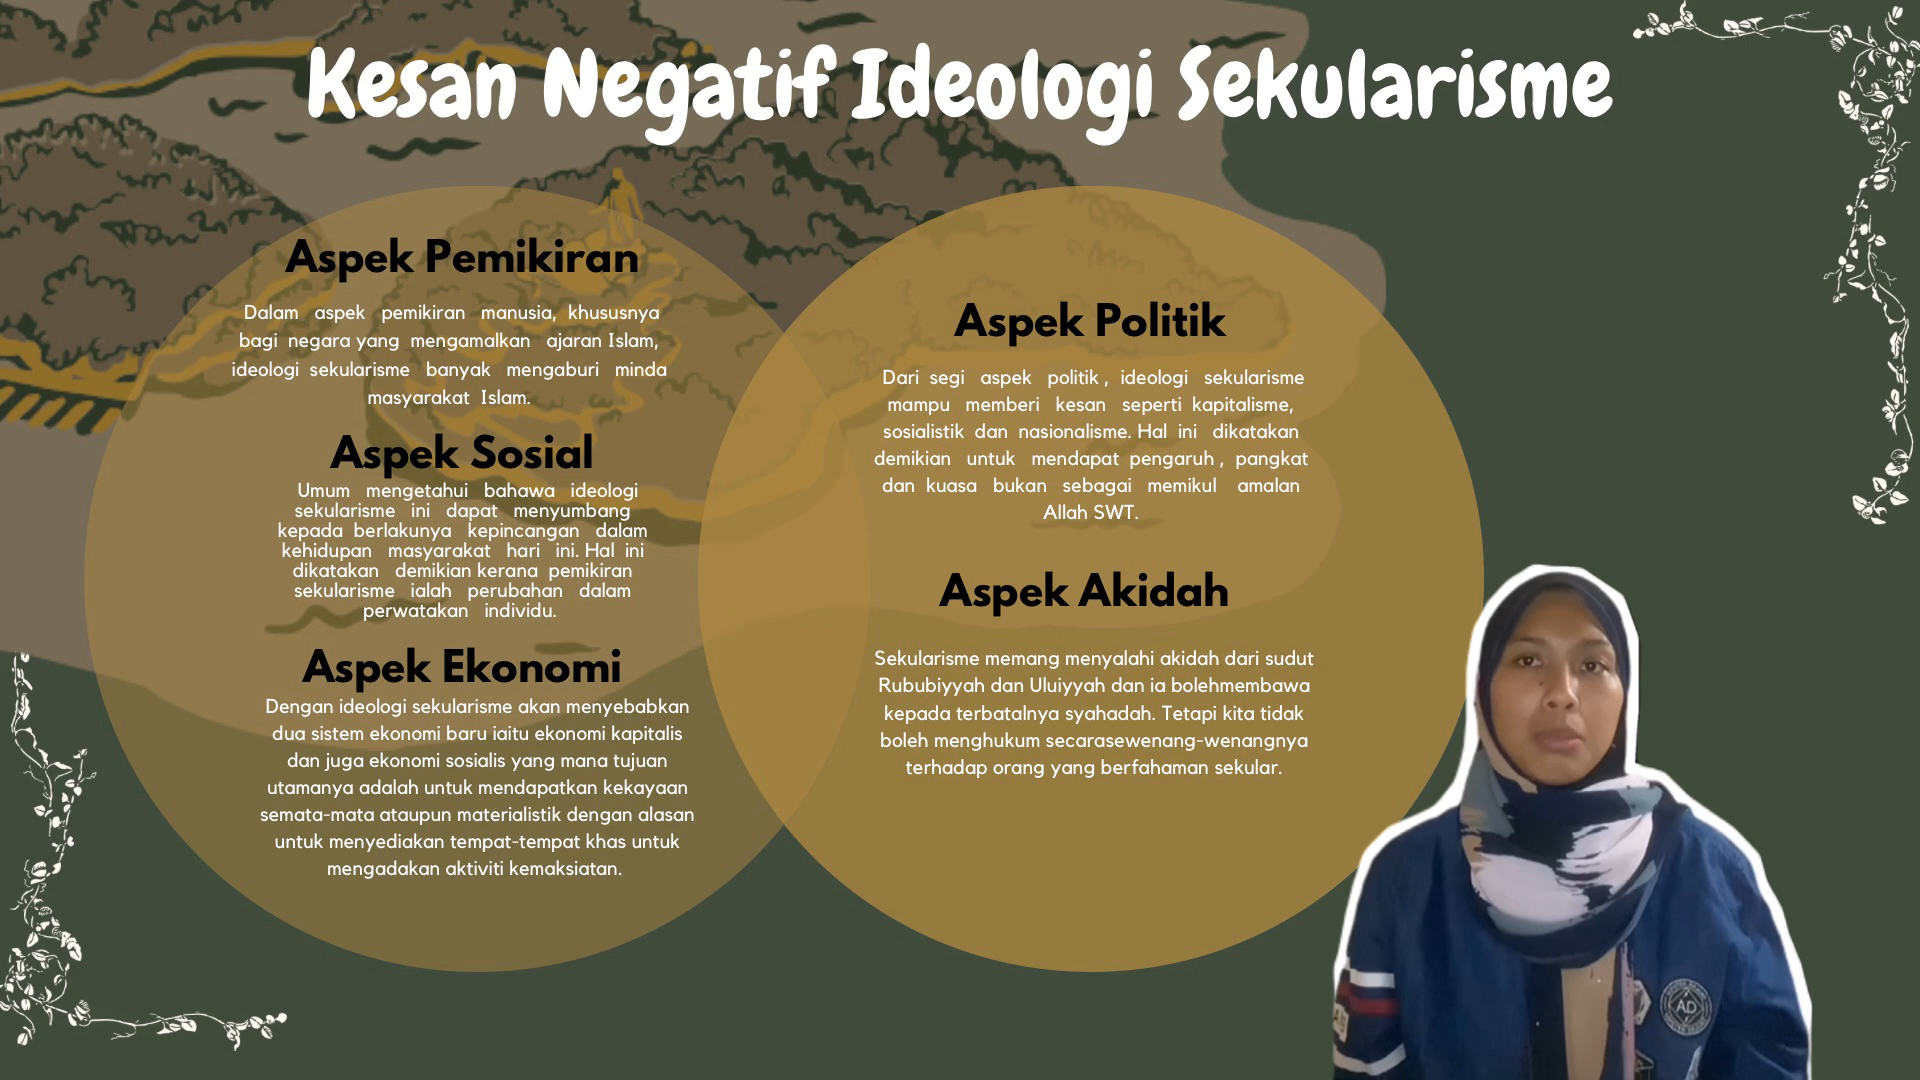 Kesan Negatif Ideologi Sekularisme
Aspek Pemikiran
Dalam aspek pemikiran manusia, khususnya
bagi negara yang mengamalkan ajaran Islam,
ideologi sekularisme banyak mengaburi minda
masyarakat Islam.
Aspek Sosial
Umum mengetahui bahawa ideologi
sekularisme ini dapat menyumbang
kepada berlakunya kepincangan dalam
kehidupan masyarakat hari ini. Hal ini
dikatakan demikian kerana pemikiran
sekularisme ialah perubahan dalam
perwatakan individu.
Aspek Ekonomi
Dengan ideologi sekularisme akan menyebabkan
dua sistem ekonomi baru iaitu ekonomi kapitalis
dan juga ekonomi sosialis yang mana tujuan
utamanya adalah untuk mendapatkan kekayaan
semata-mata ataupun materialistik dengan alasan
untuk menyediakan tempat-tempat khas untuk
mengadakan aktiviti kemaksiatan.
Aspek Politik
Dari segi aspek politik , ideologi sekularisme
mampu memberi kesan seperti kapitalisme,
sosialistik dan nasionalisme. Hal ini dikatakan
demikian untuk mendapat pengaruh , pangkat
dan kuasa bukan sebagai memikul amalan
Allah SWT.
Aspek Akidah
Sekularisme memang menyalahi akidah dari sudut
Rububiyyah dan Uluiyyah dan ia bolehmembawa
kepada terbatalnya syahadah. Tetapi kita tidak
boleh menghukum secarasewenang-wenangnya
terhadap orang yang berfahaman sekular.
AD